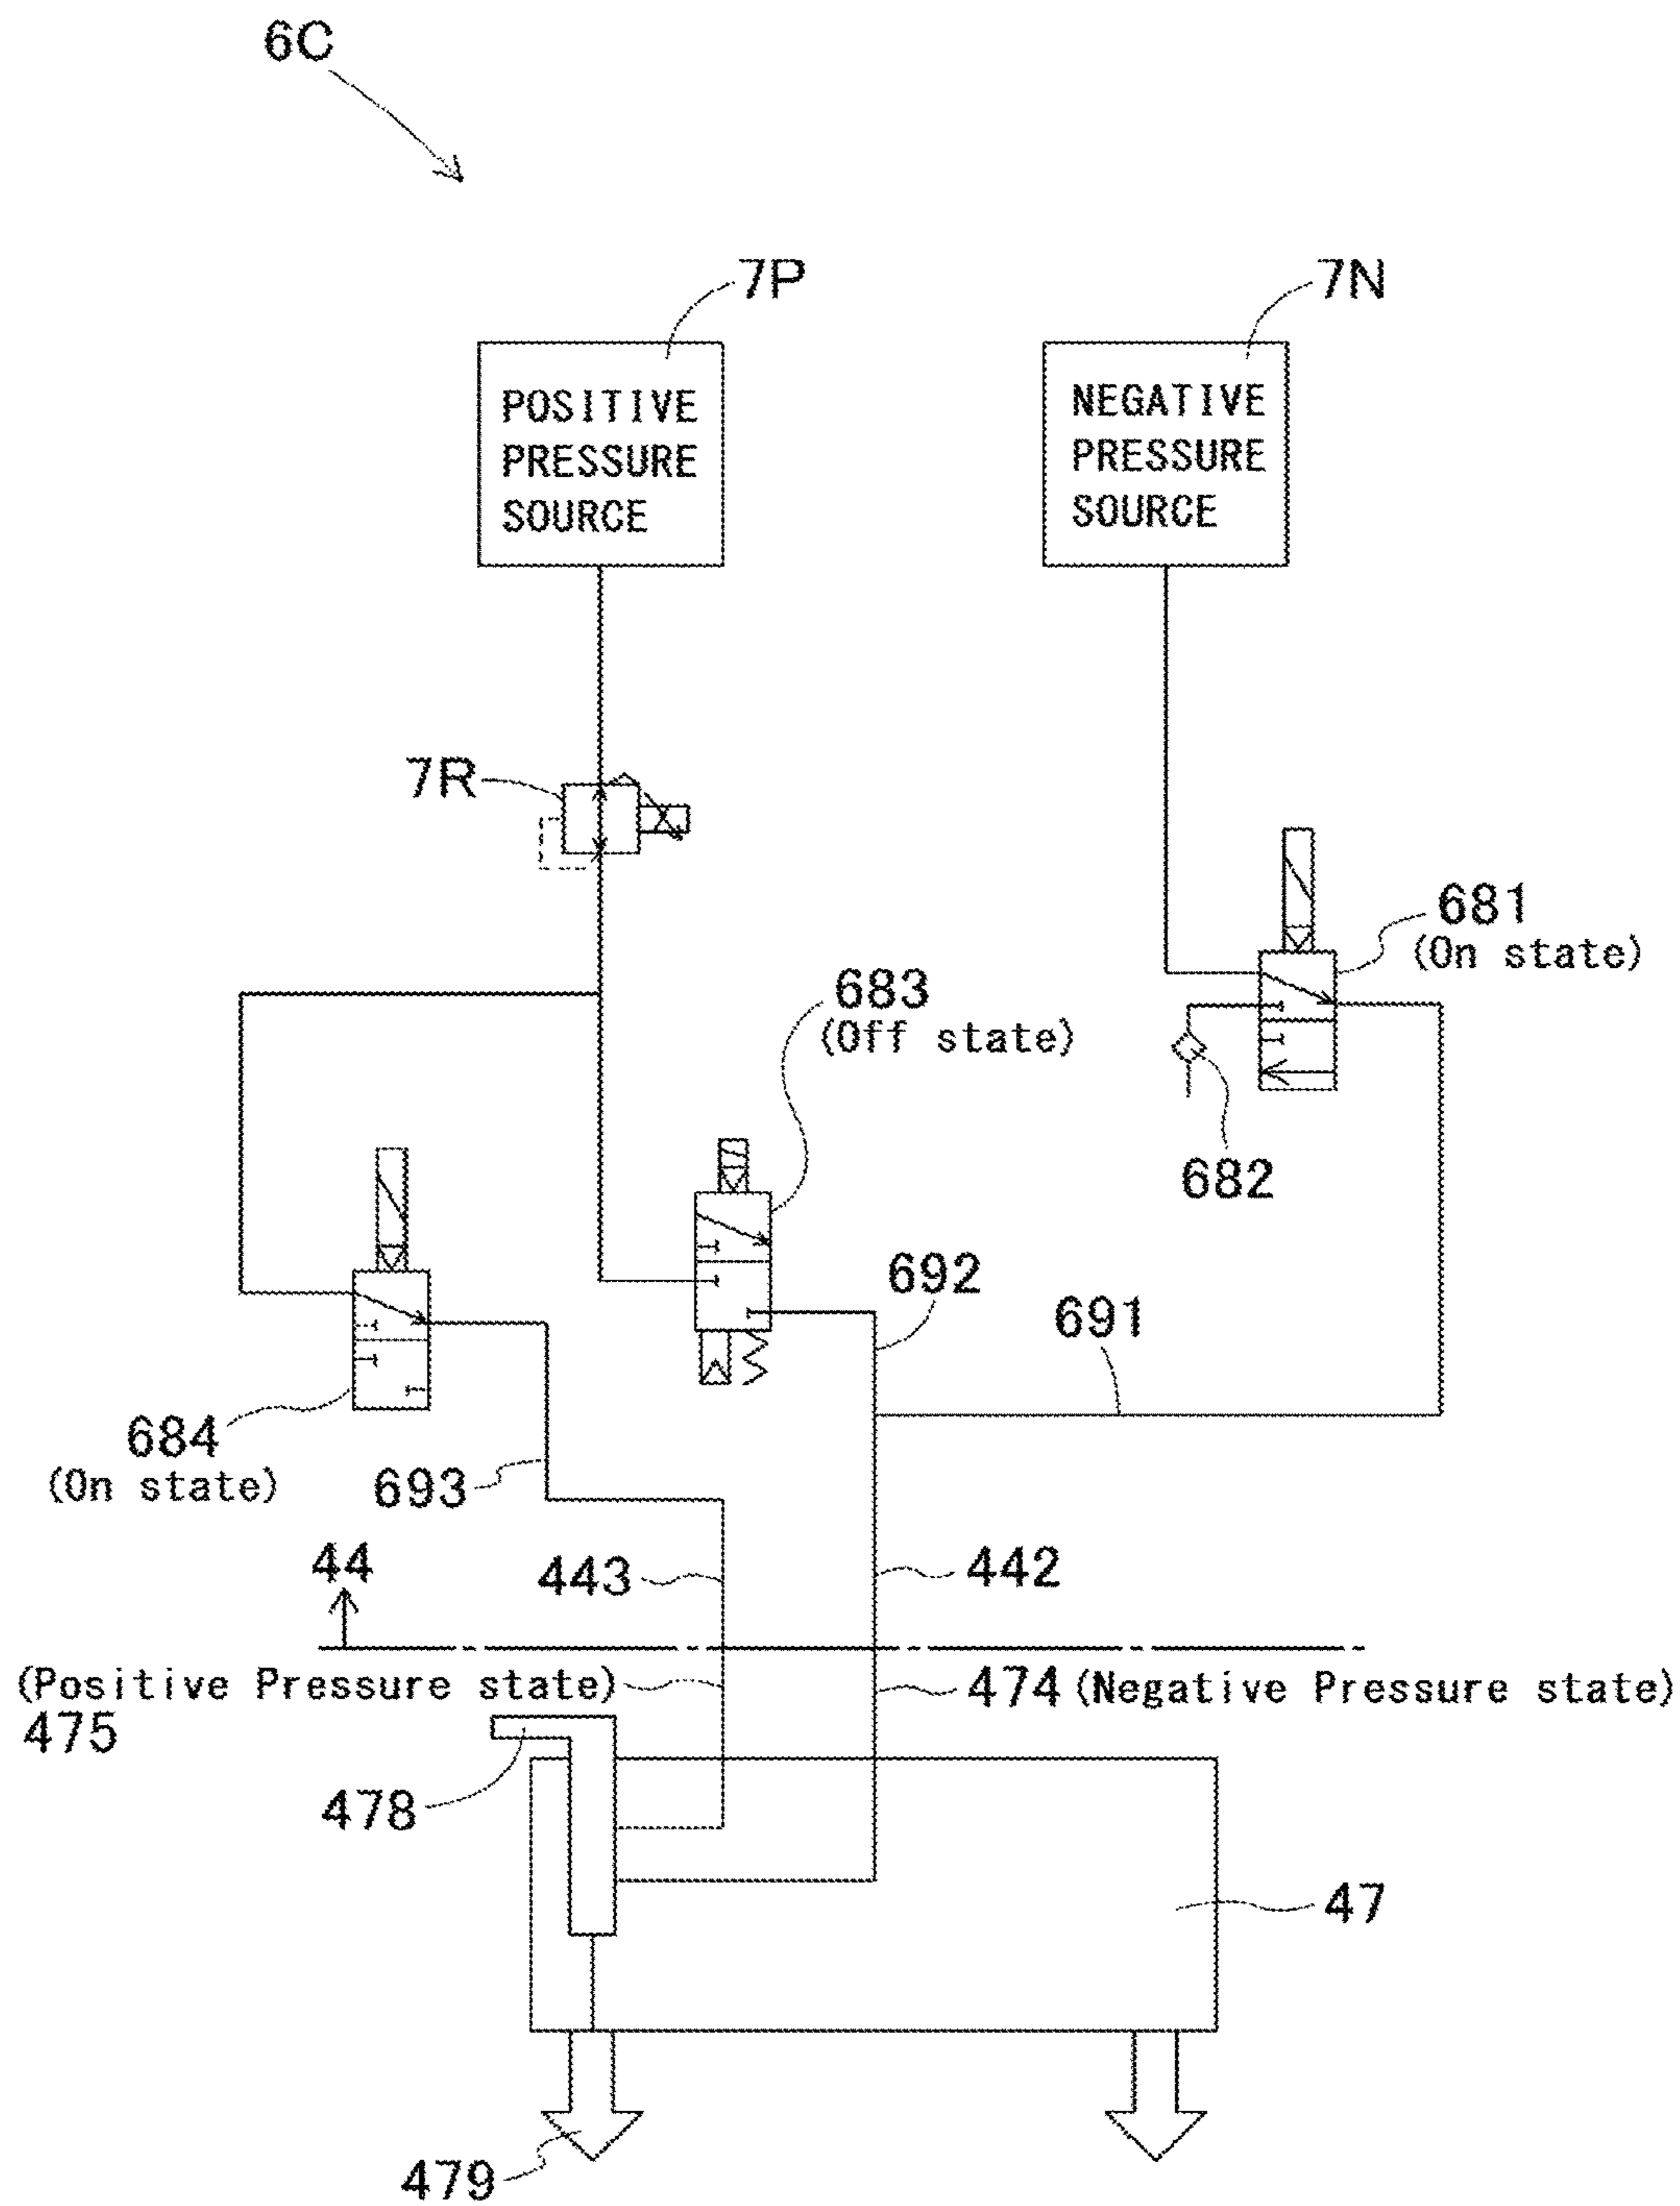 6C
7P
7N
POSITIVE
PRESSURE
SOURCE
NEGATIVE
PRESSURE
SOURCE
7R
681
(On state)
683
(Off state)
682
692
691
684
(On state)
693
44
443
442
(Positive Pressure state)
475
474 (Negative Pressure state)
478
47
479